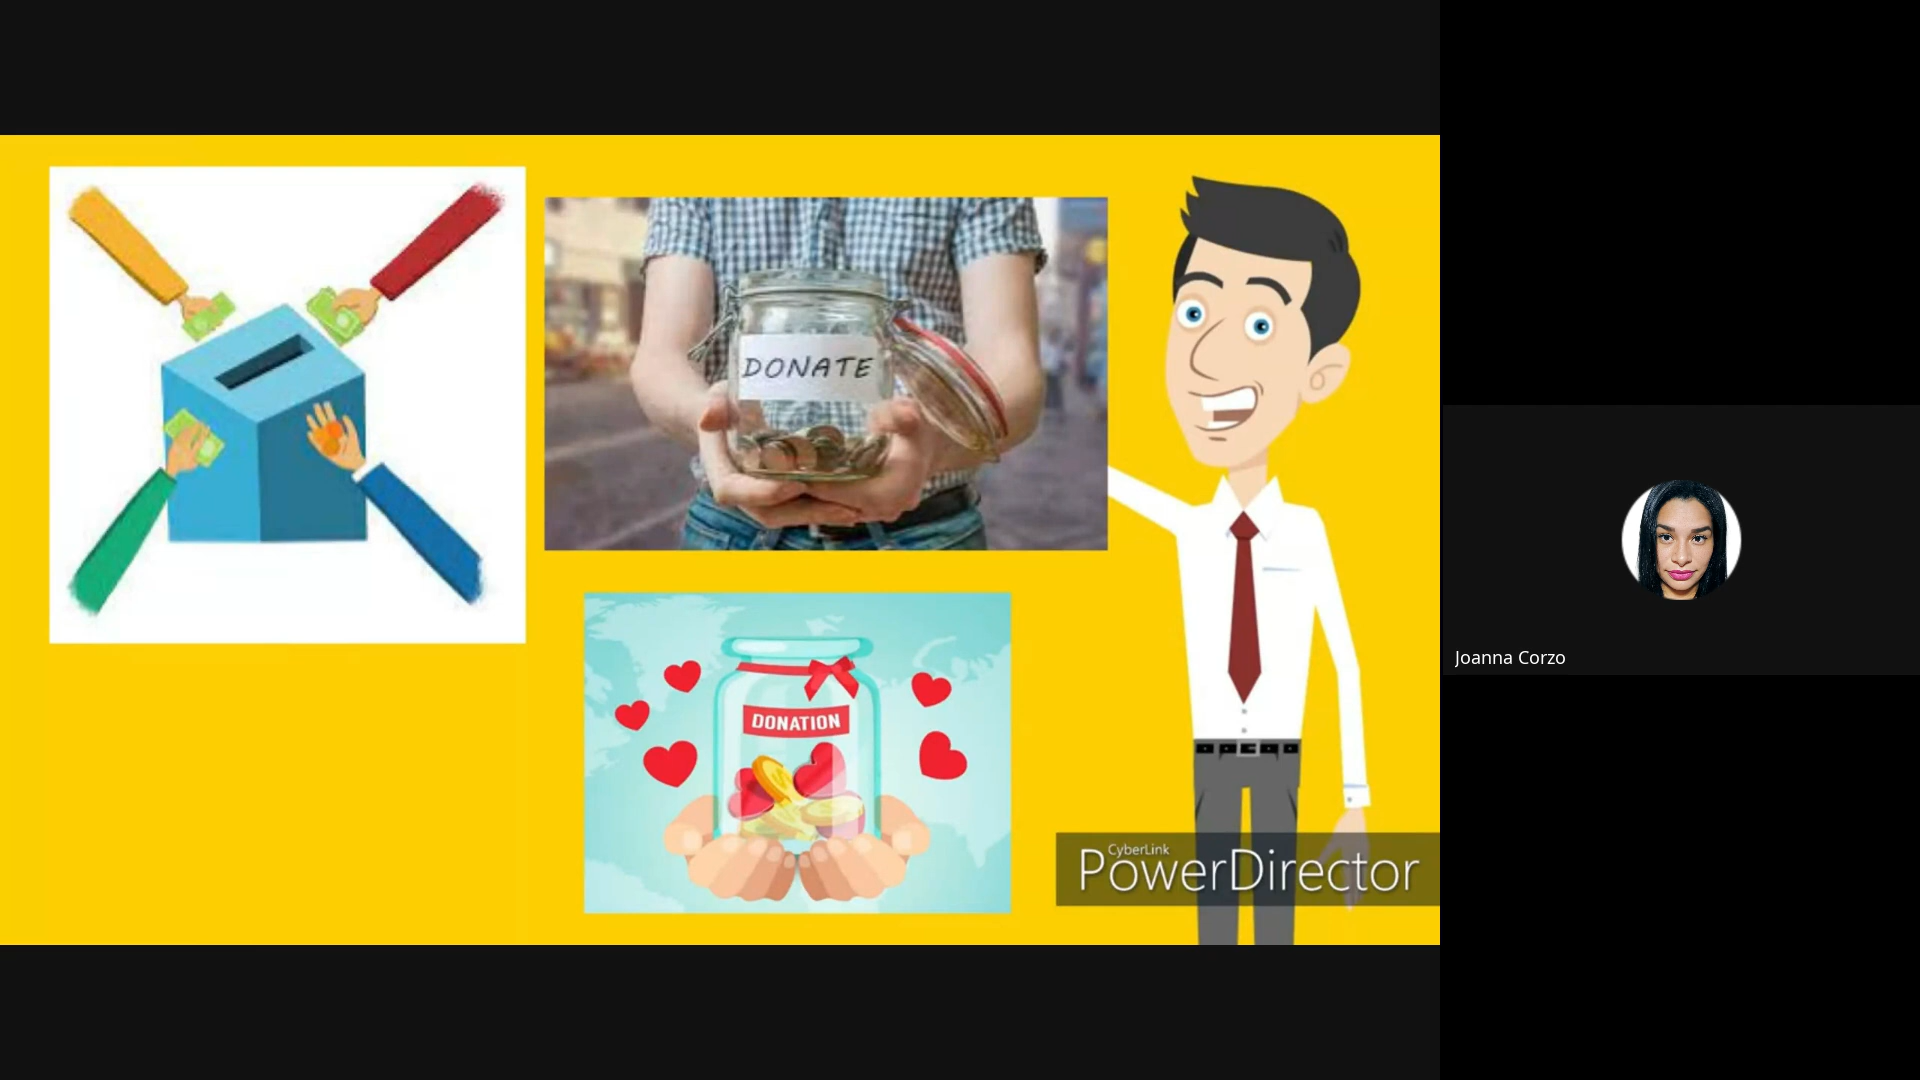 DONATE
DONATION
CyberLink
PowerDirector
Joanna Corzo